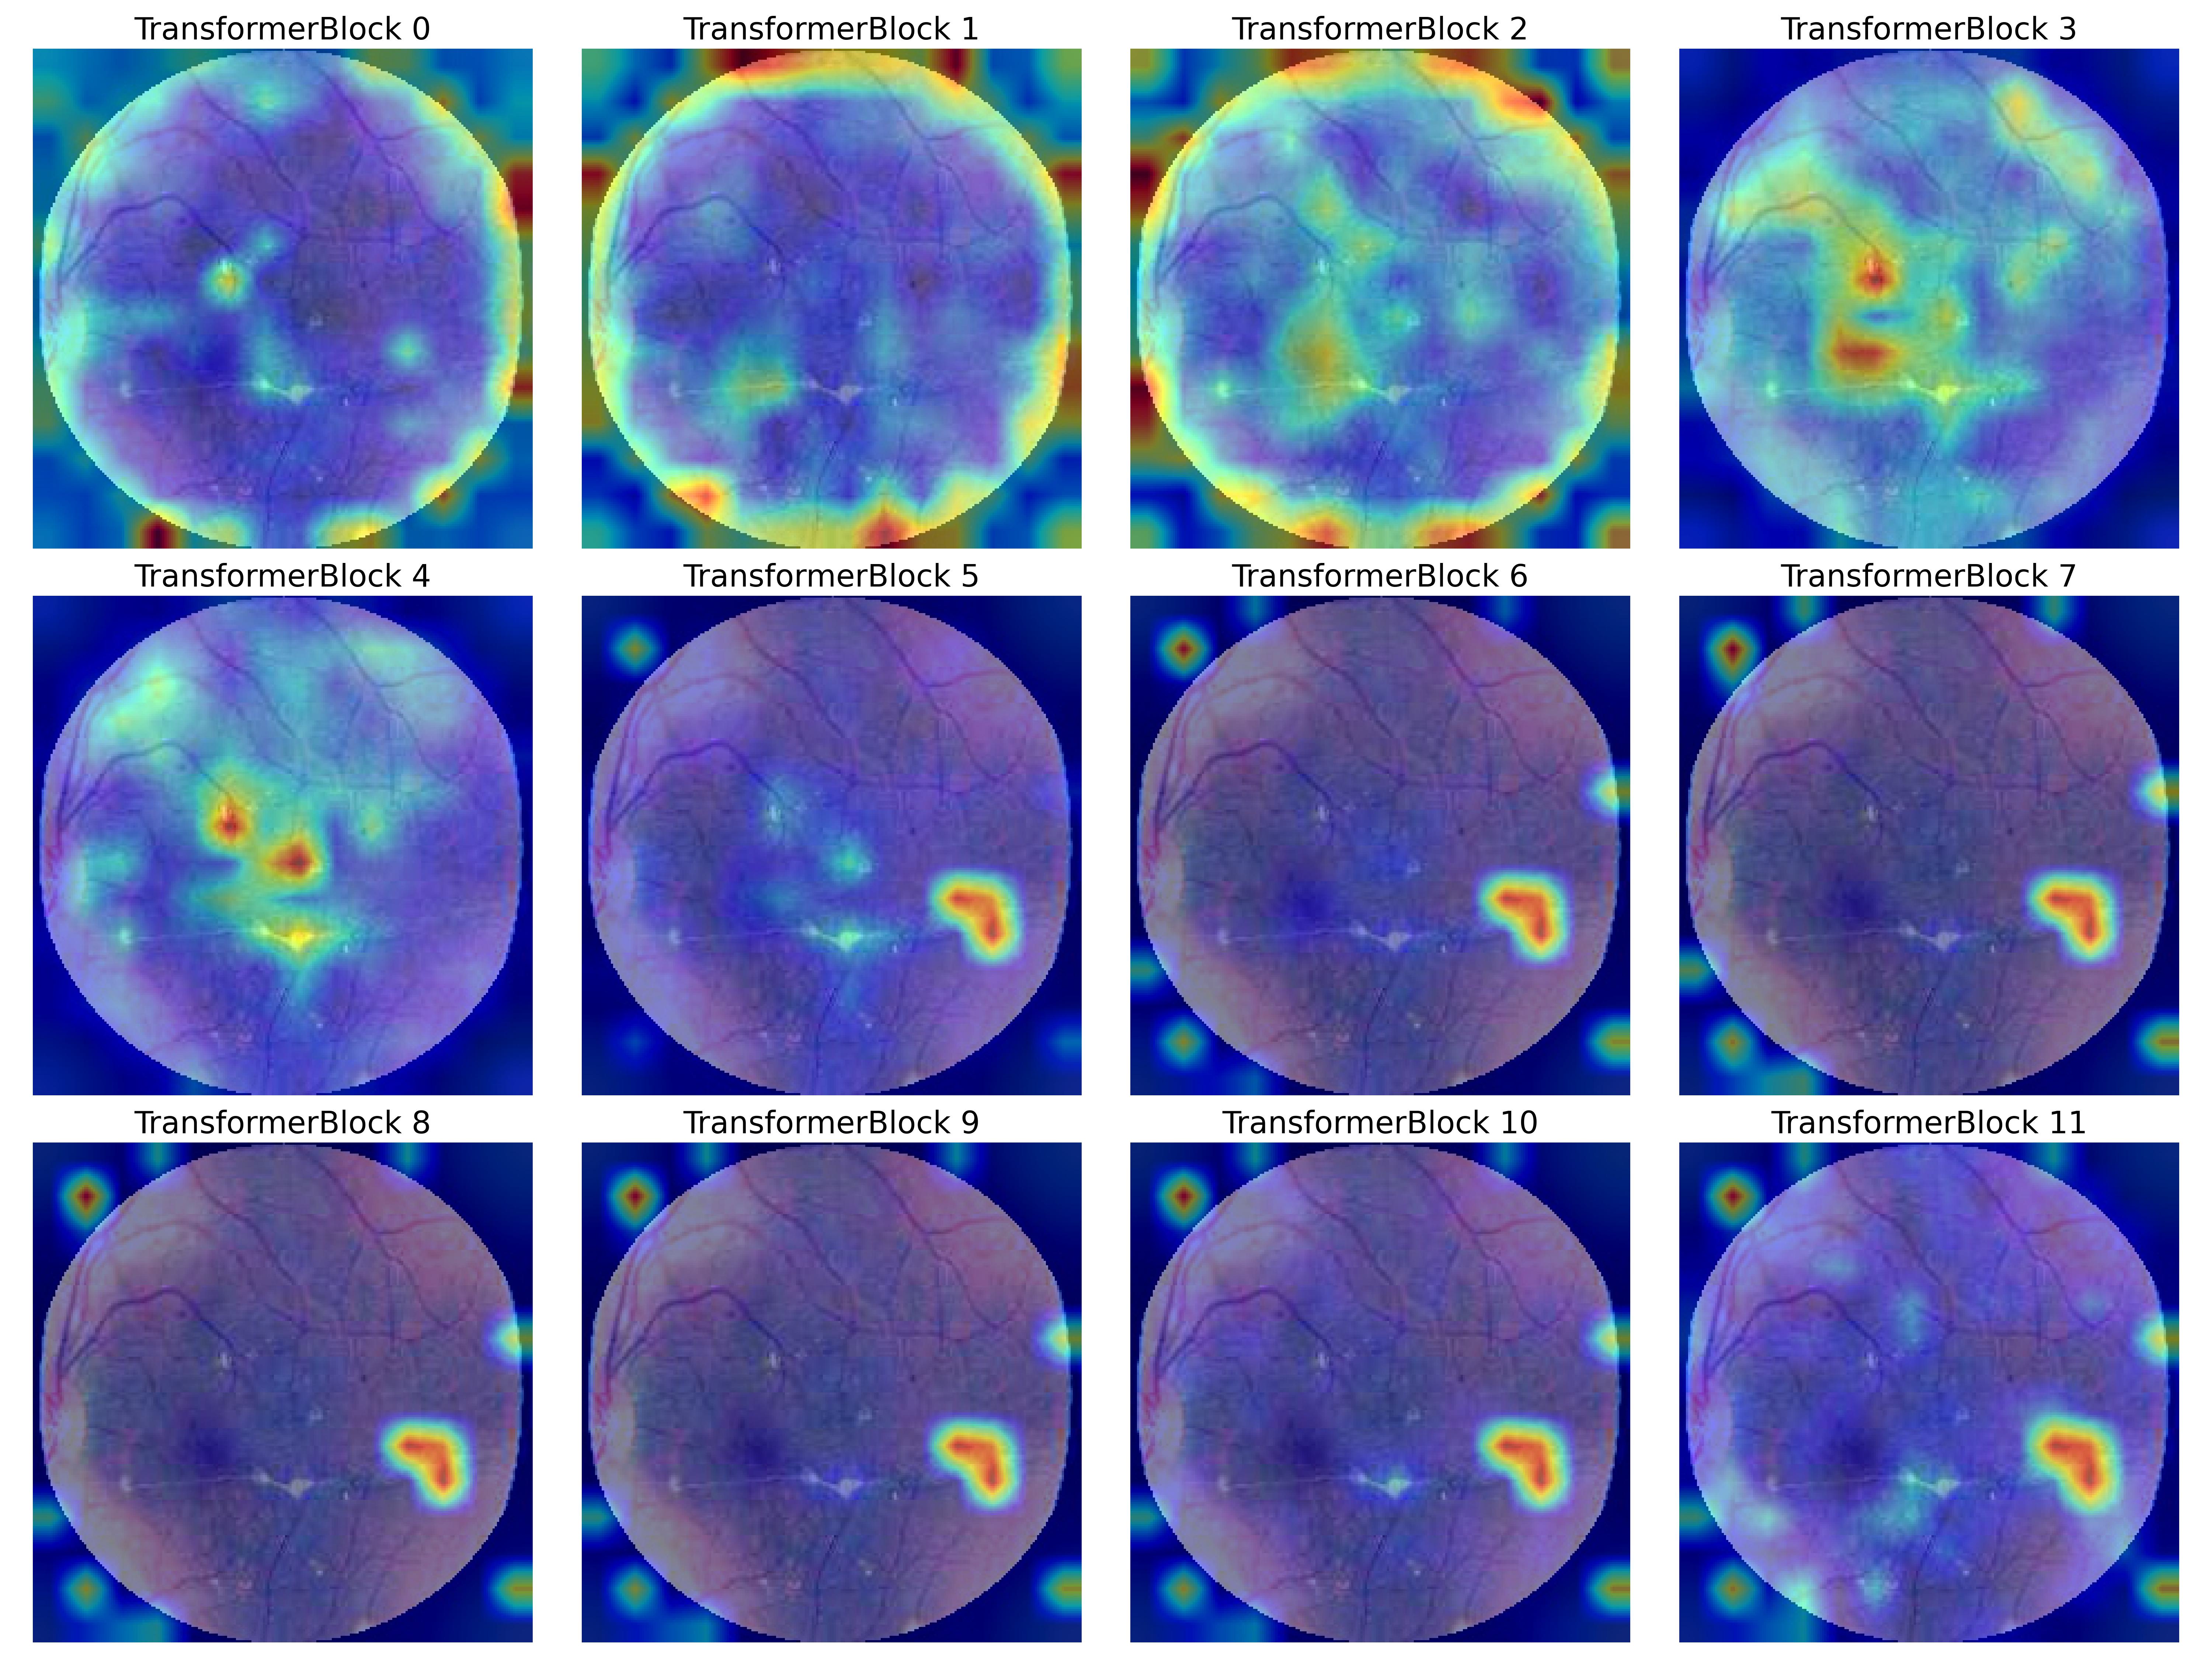 TransformerBlock 0
TransformerBlock 1
TransformerBlock 2
TransformerBlock 3
TransformerBlock 4
TransformerBlock 5
TransformerBlock 6
TransformerBlock 7
TransformerBlock 8
TransformerBlock 9
TransformerBlock 10
TransformerBlock 11